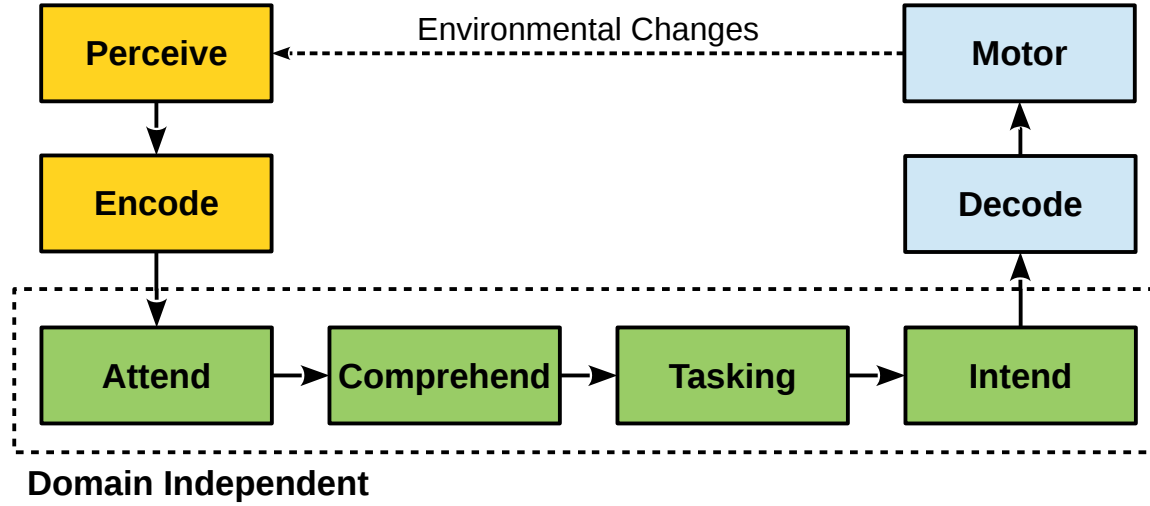 Environmental Changes
Perceive
Motor
Encode
Decode
Attend
Comprehend
Tasking
Intend
Domain Independent